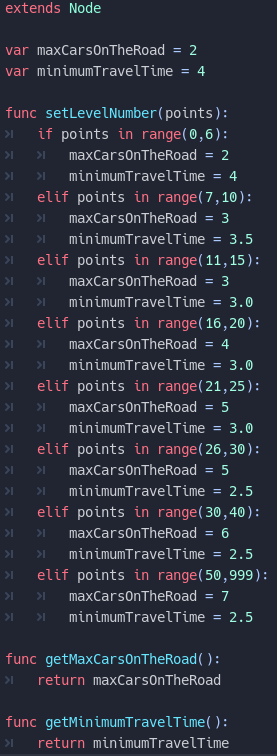 extends Node
var maxCarsOnTheRoad = 2
var minimumTravelTime = 4
func setLevelNumber(points):
if points in range(0,6):
maxCarsOnTheRoad = 2
minimumTravelTime = 4
elif points in range(7,10):
maxCarsOnTheRoad = 3
minimumTravelTime = 3.5
elif points in range(11,15):
maxCarsOnTheRoad = 3
minimumTravelTime = 3.0
elif points in range(16,20):
maxCarsOnTheRoad = 4
minimumTravelTime = 3.0
elif points in range(21,25):
maxCarsOnTheRoad = 5
minimumTravelTime = 3.0
elif points in range(26,30):
maxCarsOnTheRoad = 5
minimumTravelTime = 2.5
elif points in range(30,40):
maxCarsOnTheRoad = 6
minimumTravelTime = 2.5
elif points in range(50,999):
maxCarsOnTheRoad = 7
minimumTravelTime = 2.5
func getMaxCarsOnTheRoad():
return maxCarsOnTheRoad
func getMinimumTravelTime():
return minimumTravelTime